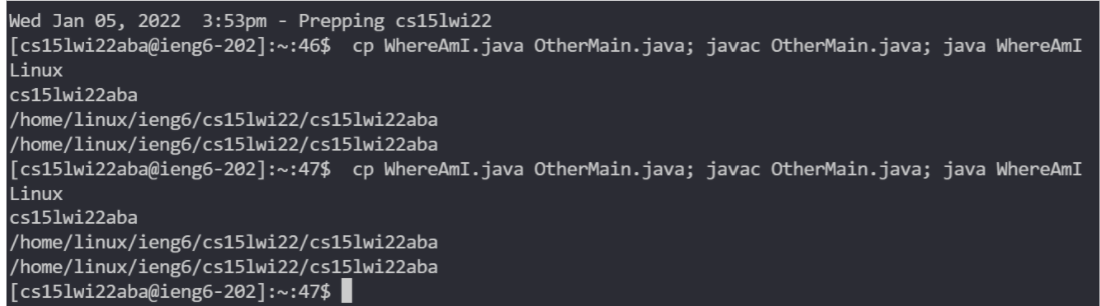 Wed Jan 05, 2022  3:53pm - Prepping cs15lwi22
[cs15lwi22aba@ieng6-202]:~:46$  cp WhereAmI.java OtherMain.java; javac OtherMain.java; java WhereAmI
Linux
cs15lwi22aba
/home/linux/ieng6/cs15lwi22/cs15lwi22aba
/home/linux/ieng6/cs15lwi22/cs15lwi22aba
[cs15lwi22aba@ieng6-202]:~:47$  cp WhereAmI.java OtherMain.java; javac OtherMain.java; java WhereAmI
Linux
cs15lwi22aba
/home/linux/ieng6/cs15lwi22/cs15lwi22aba
/home/linux/ieng6/cs15lwi22/cs15lwi22aba
[cs15lwi22aba@ieng6-202]:~:47$